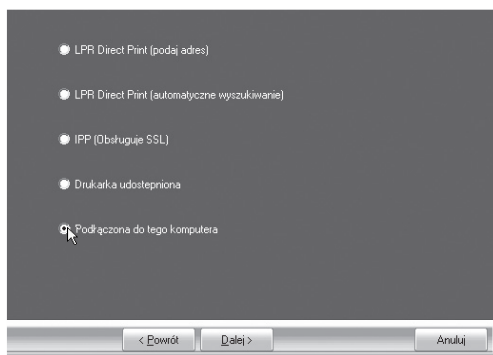 LPR Direct Print (podaj adres)
LPR Direct Print (automatyczne wyszukiwanie)
IPP (Obsługuje SSL)
Drukarka udostepniona
Podłączona do tego komputera
< Powrót Dalej > Anuluj